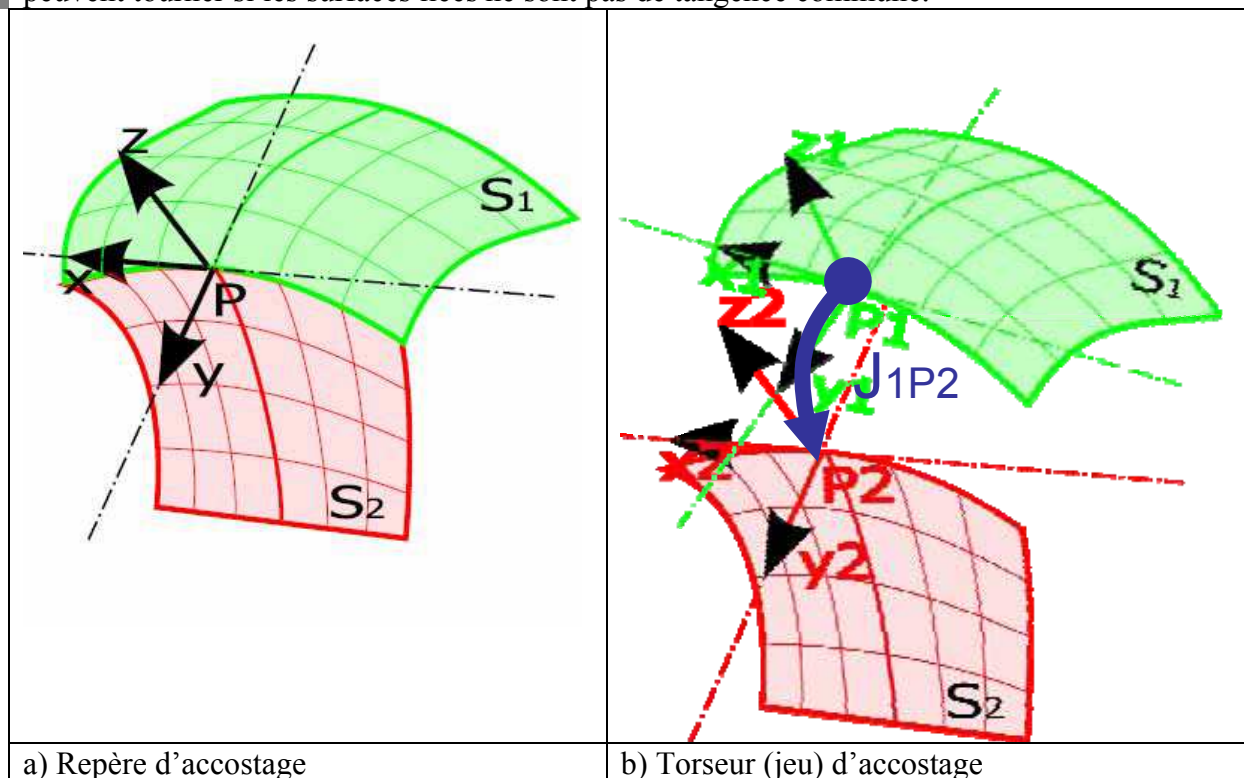 peuvent tourner si les surfaces liées ne sont pas de tangence commune.
z
S1
x
P
y
S2
z1
S1
x1
z2
P1
y1
J1P2
x2
P2
y2
S2
a) Repère d'accostage
b) Torseur (jeu) d'accostage